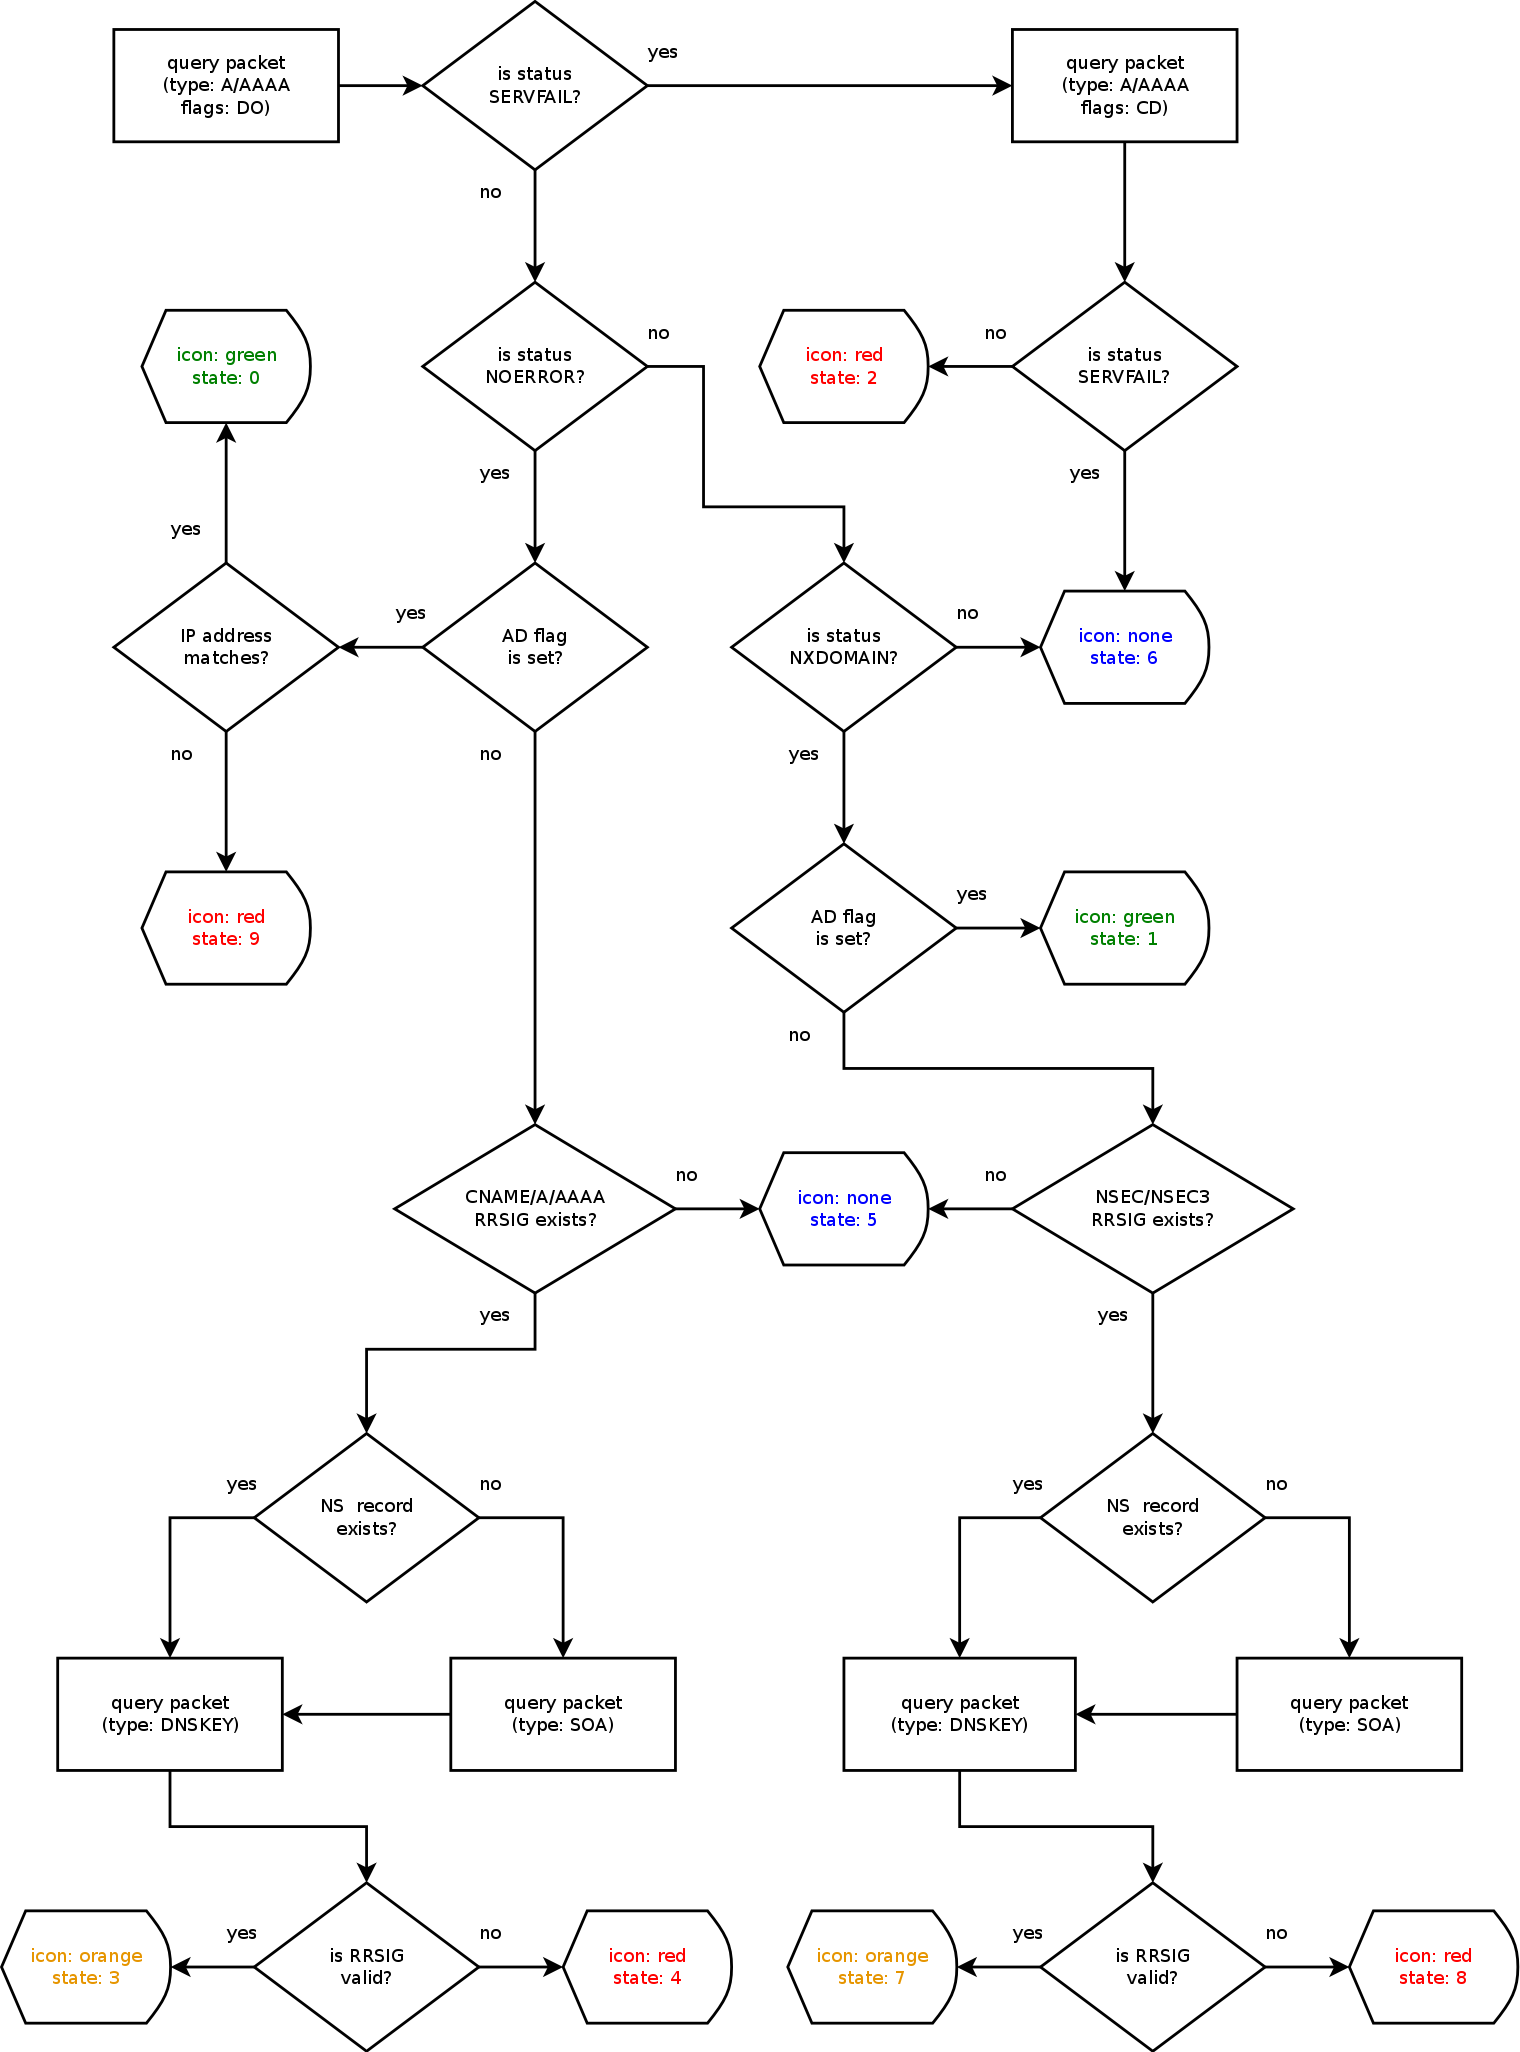 query packet
(type: A/AAAA
flags: DO)
is status
SERVFAIL?
yes
query packet
(type: A/AAAA
flags: CD)
no
icon: green
state: 0
is status
NOERROR?
no
icon: red
state: 2
no
is status
SERVFAIL?
yes
yes
yes
IP address
matches?
yes
AD flag
is set?
is status
NXDOMAIN?
no
icon: none
state: 6
no
no
yes
icon: red
state: 9
AD flag
is set?
yes
icon: green
state: 1
no
CNAME/A/AAAA
RRSIG exists?
no
icon: none
state: 5
no
NSEC/NSEC3
RRSIG exists?
yes
yes
yes
NS  record
exists?
no
yes
NS  record
exists?
no
query packet
(type: DNSKEY)
query packet
(type: SOA)
query packet
(type: DNSKEY)
query packet
(type: SOA)
icon: orange
state: 3
yes
is RRSIG
valid?
no
icon: red
state: 4
icon: orange
state: 7
yes
is RRSIG
valid?
no
icon: red
state: 8